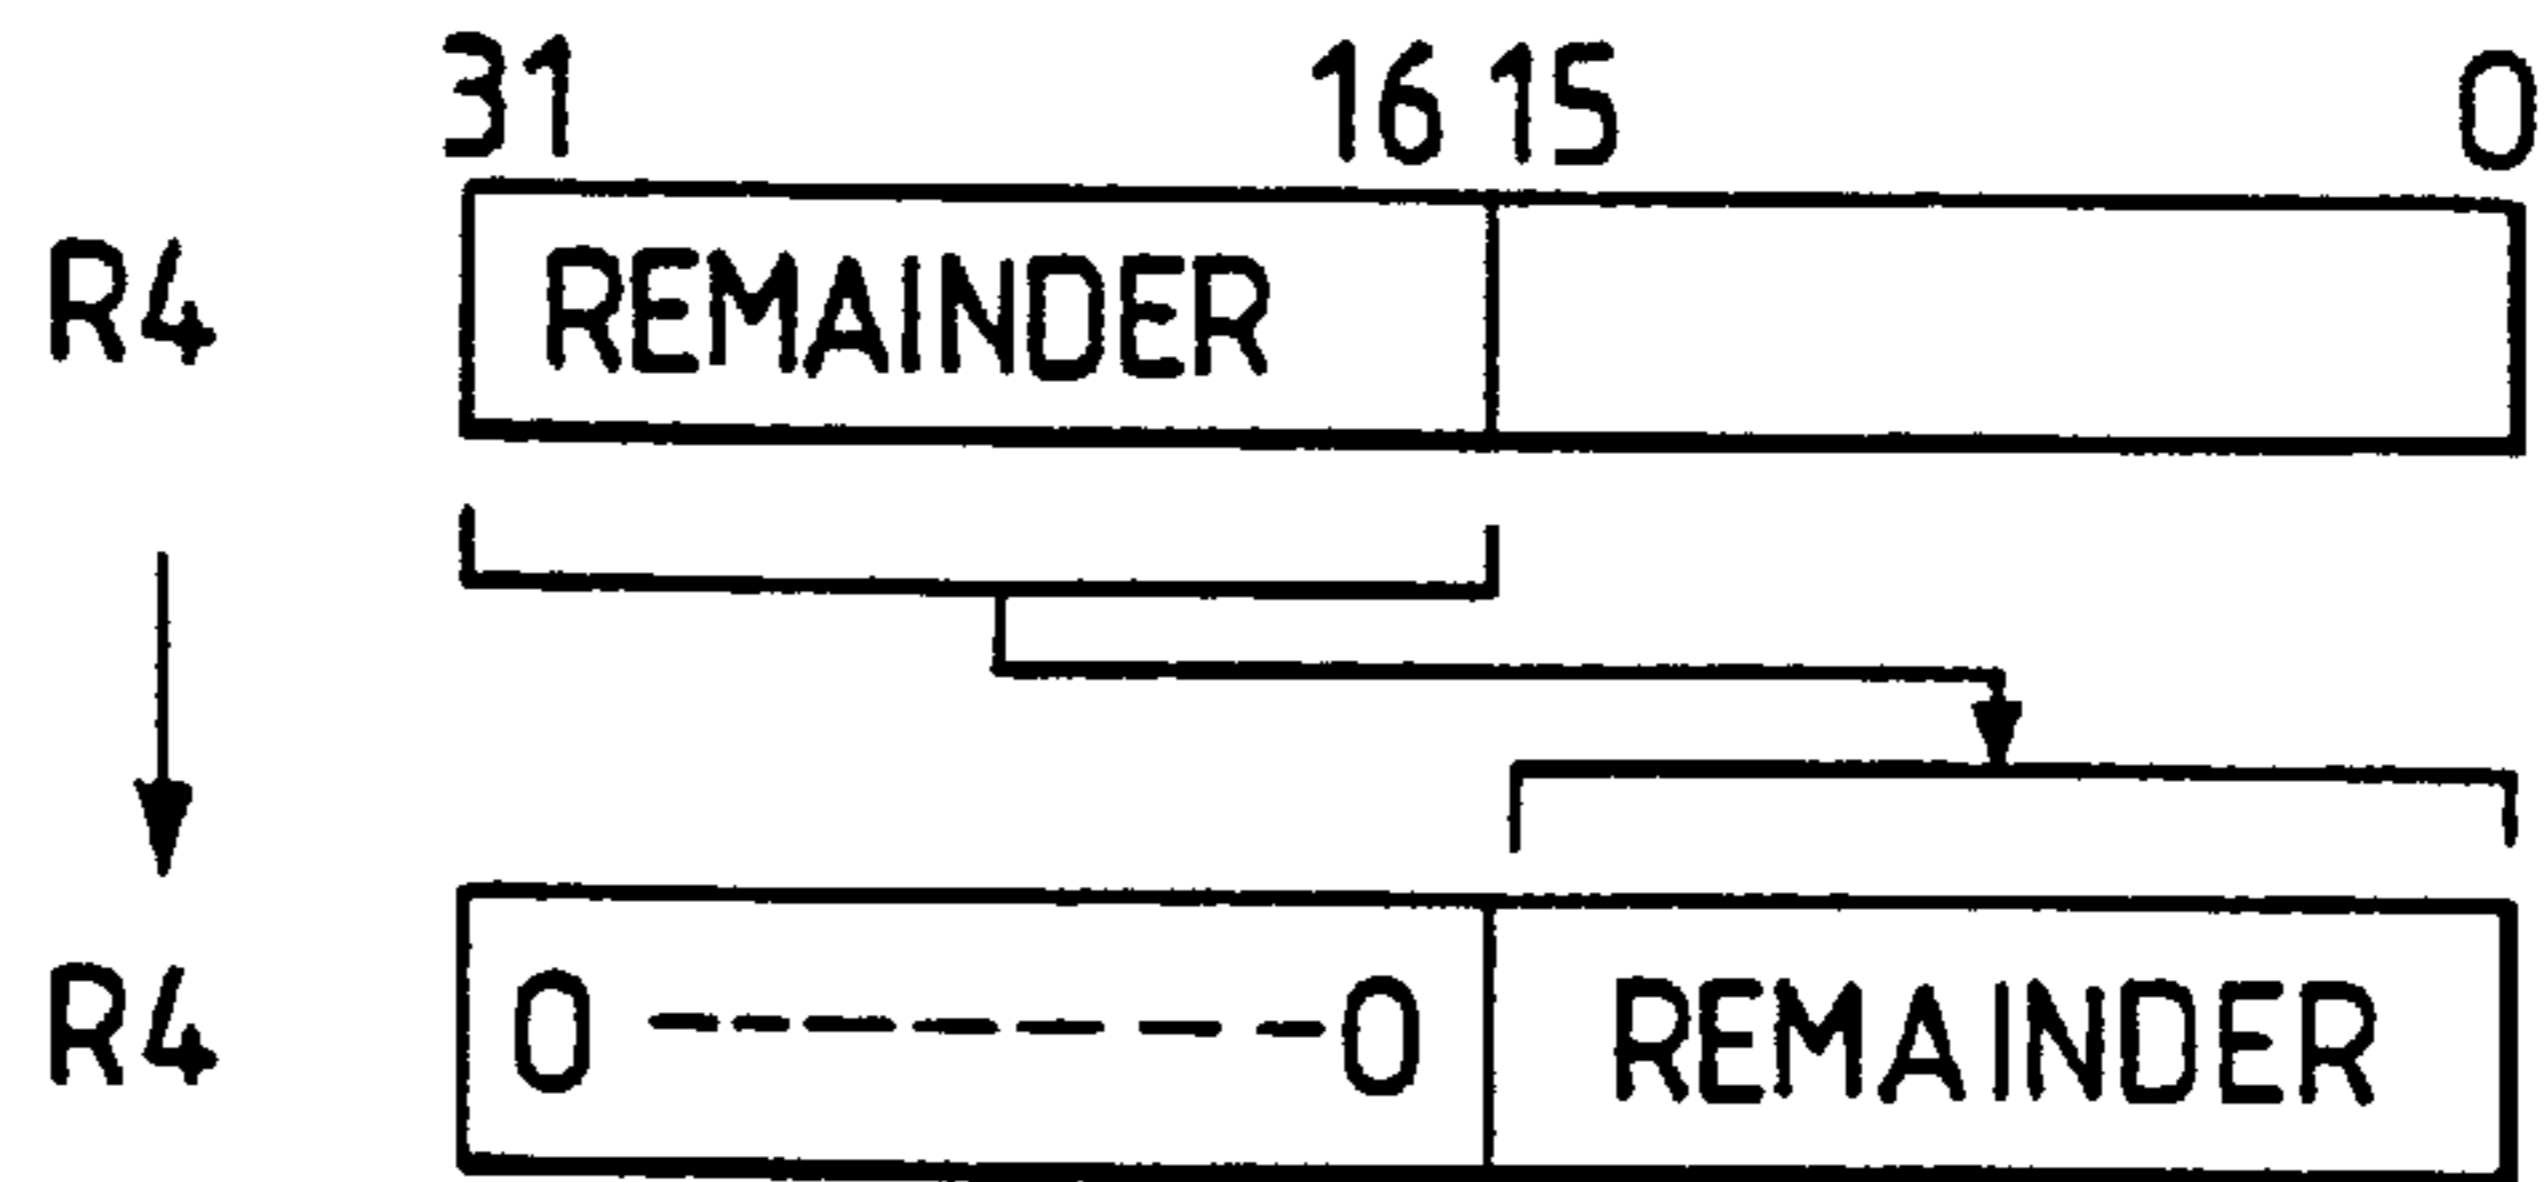 31 16 15 0
R4 REMAINDER
R4 0 ------- 0 REMAINDER